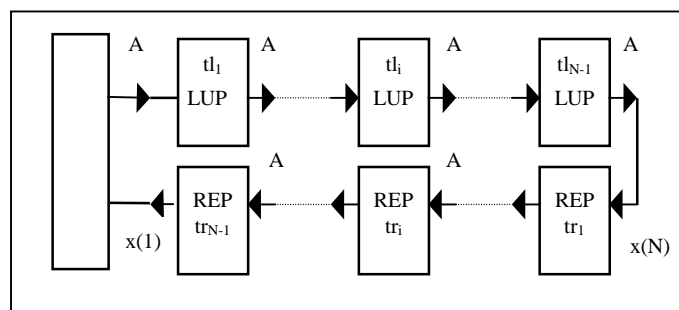 A A A A
tl1 tli tlN-1
LUP LUP LUP
A A
REP REP REP
trN-1 tri tr1
x(1) x(N)